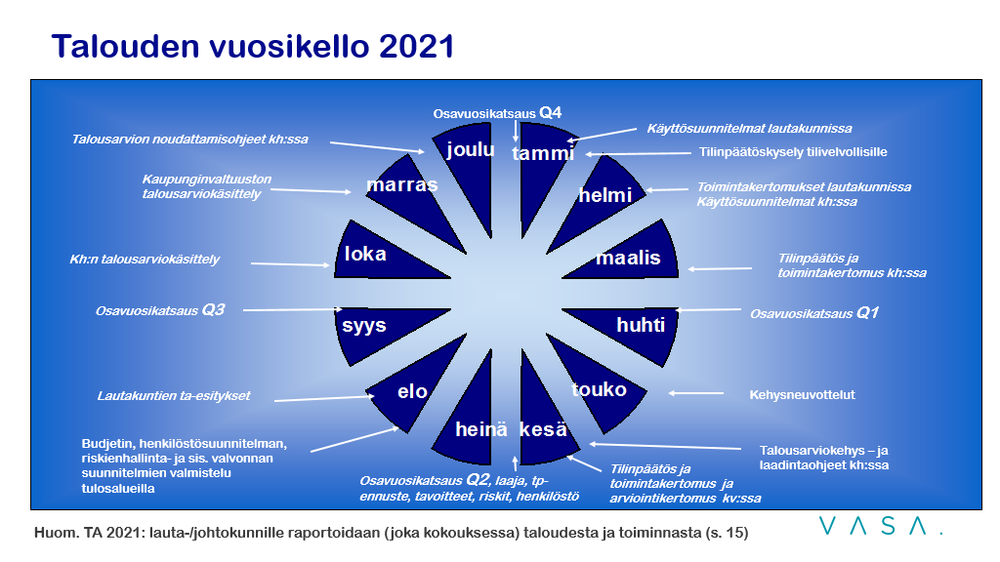 Talouden vuosikello 2021
Osavuosikatsaus Q4
Talousarvion noudattamisohjeet kh:ssa
Käyttösuunnitelmat lautakunnissa
joulu
tammi
Tilinpäätöskysely tilivelvollisille
Kaupunginvaltuuston
talousarviokäsittely
marras
helmi
Toimintakertomukset lautakunnissa
Käyttösuunnitelmat kh:ssa
Kh:n talousarviokäsittely
loka
maalis
Tilinpäätös ja
toimintakertomus kh:ssa
Osavuosikatsaus Q3
syys
huhti
Osavuosikatsaus Q1
Lautakuntien ta-esitykset
elo
touko
Kehysneuvottelut
heinä
kesä
Budjetin, henkilöstösuunnitelman,
riskienhallinta- ja sis. valvonnan
suunnitelmien valmistelu
tulosalueilla
Talousarviokehys – ja
laadintaohjeet kh:ssa
Osavuosikatsaus Q2, laaja, tp-
ennuste, tavoitteet, riskit, henkilöstö
Tilinpäätös ja
toimintakertomus ja
arviointikertomus kv:ssa
Huom. TA 2021: lauta-/johtokunnille raportoidaan (joka kokouksessa) taloudesta ja toiminnasta (s. 15)
VASA.